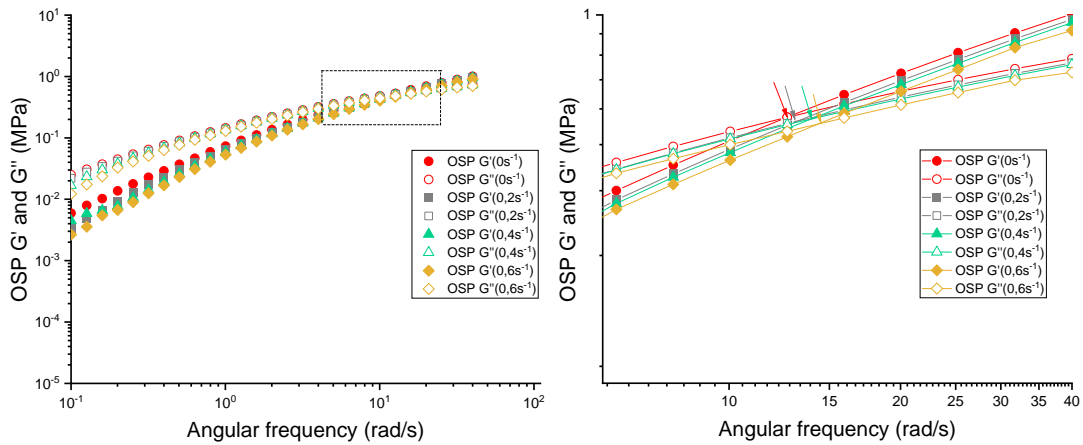 10¹
10⁰
10⁻¹
10⁻²
10⁻³
10⁻⁴
10⁻⁵
OSP G' and G'' (MPa)
OSP G'(0s⁻¹)
OSP G''(0s⁻¹)
OSP G'(0,2s⁻¹)
OSP G''(0,2s⁻¹)
OSP G'(0,4s⁻¹)
OSP G''(0,4s⁻¹)
OSP G'(0,6s⁻¹)
OSP G''(0,6s⁻¹)
10⁻¹ 10⁰ 10¹ 10²
Angular frequency (rad/s)
1
OSP G' and G'' (MPa)
OSP G'(0s⁻¹)
OSP G''(0s⁻¹)
OSP G'(0,2s⁻¹)
OSP G''(0,2s⁻¹)
OSP G'(0,4s⁻¹)
OSP G''(0,4s⁻¹)
OSP G'(0,6s⁻¹)
OSP G''(0,6s⁻¹)
10 15 20 25 30 35 40
Angular frequency (rad/s)